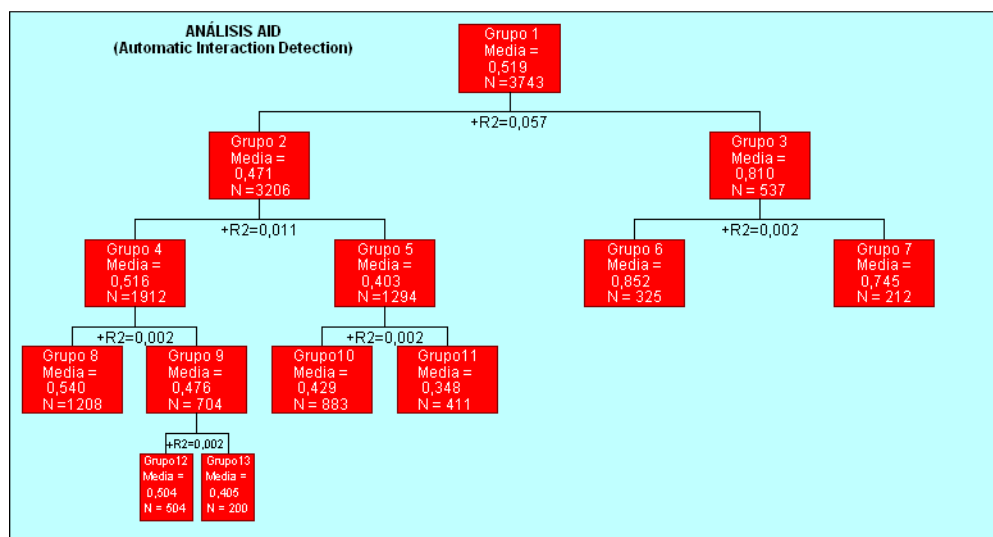 ANÁLISIS AID
(Automatic Interaction Detection)
Grupo 1
Media =
0,519
N =3743
+R2=0,057
Grupo 2
Media =
0,471
N =3206
Grupo 3
Media =
0,810
N = 537
+R2=0,011
+R2=0,002
Grupo 4
Media =
0,516
N =1912
Grupo 5
Media =
0,403
N =1294
Grupo 6
Media =
0,852
N = 325
Grupo 7
Media =
0,745
N = 212
+R2=0,002
+R2=0,002
Grupo 8
Media =
0,540
N =1208
Grupo 9
Media =
0,476
N = 704
Grupo10
Media =
0,429
N = 883
Grupo11
Media =
0,348
N = 411
+R2=0,002
Grupo12
Media =
0,504
N = 504
Grupo13
Media =
0,405
N = 200